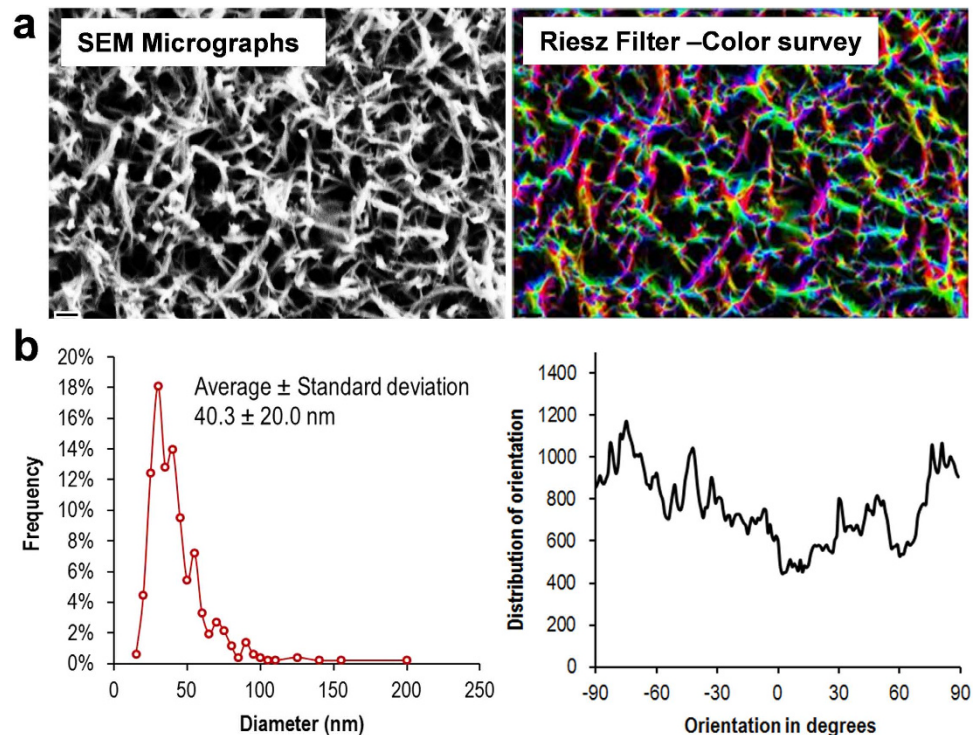 a
SEM Micrographs
Riesz Filter –Color survey
b
20%
18%
16%
14%
12%
10%
8%
6%
4%
2%
0%
Frequency
Average ± Standard deviation
40.3 ± 20.0 nm
0 50 100 150 200 250
Diameter (nm)
1400
1200
1000
800
600
400
200
0
Distribution of orientation
-90 -60 -30 0 30 60 90
Orientation in degrees